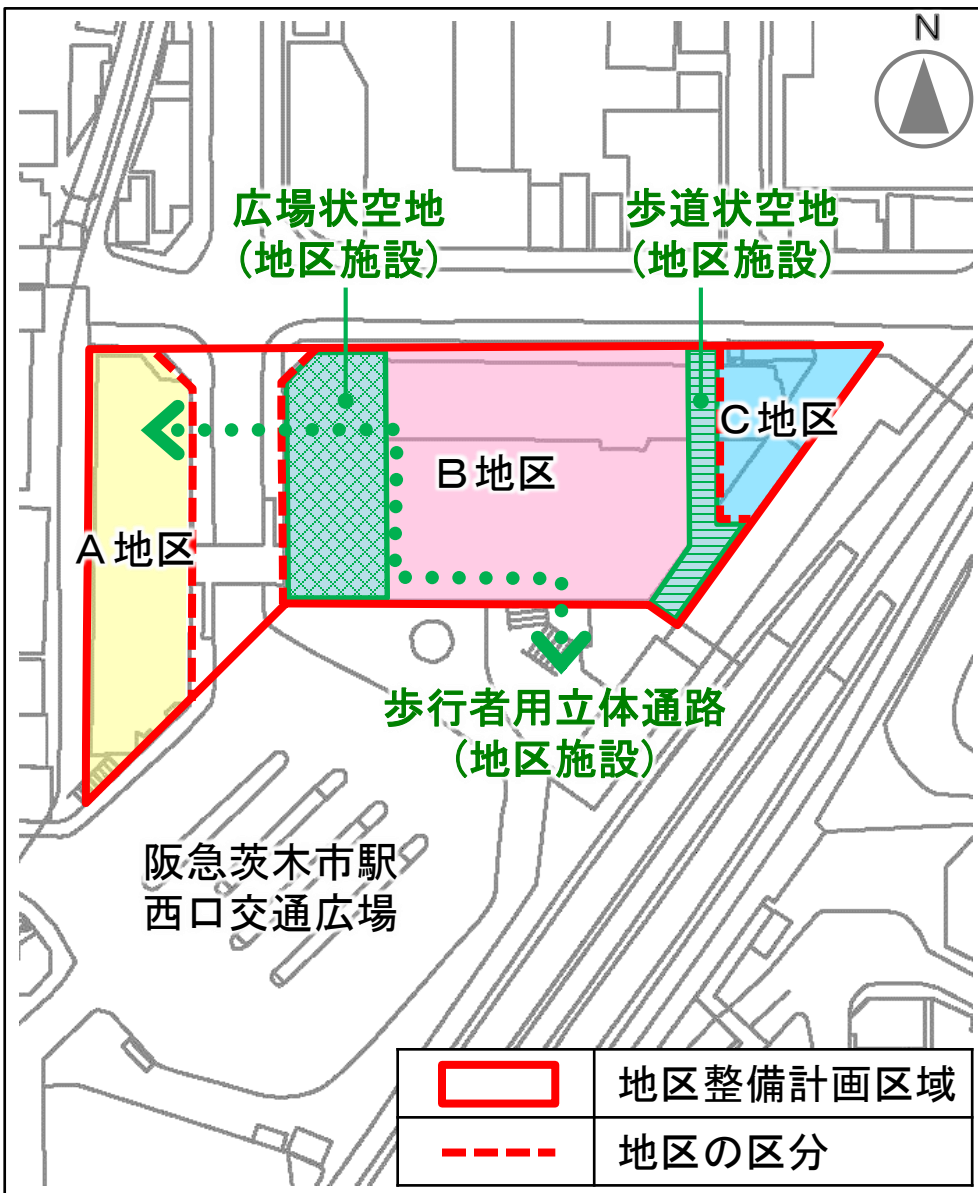 N
広場状空地
(地区施設)
歩道状空地
(地区施設)
C地区
B地区
A地区
歩行者用立体通路
(地区施設)
阪急茨木市駅
西口交通広場
地区整備計画区域
地区の区分